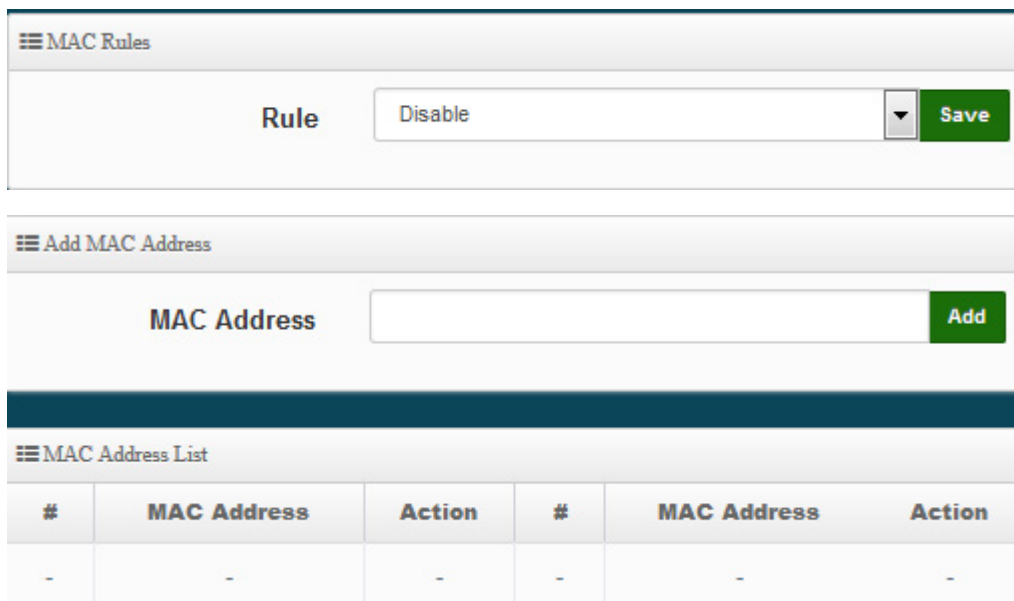 MAC Rules
Rule Disable Save
Add MAC Address
MAC Address Add
MAC Address List
# MAC Address Action # MAC Address Action
- - - - - -